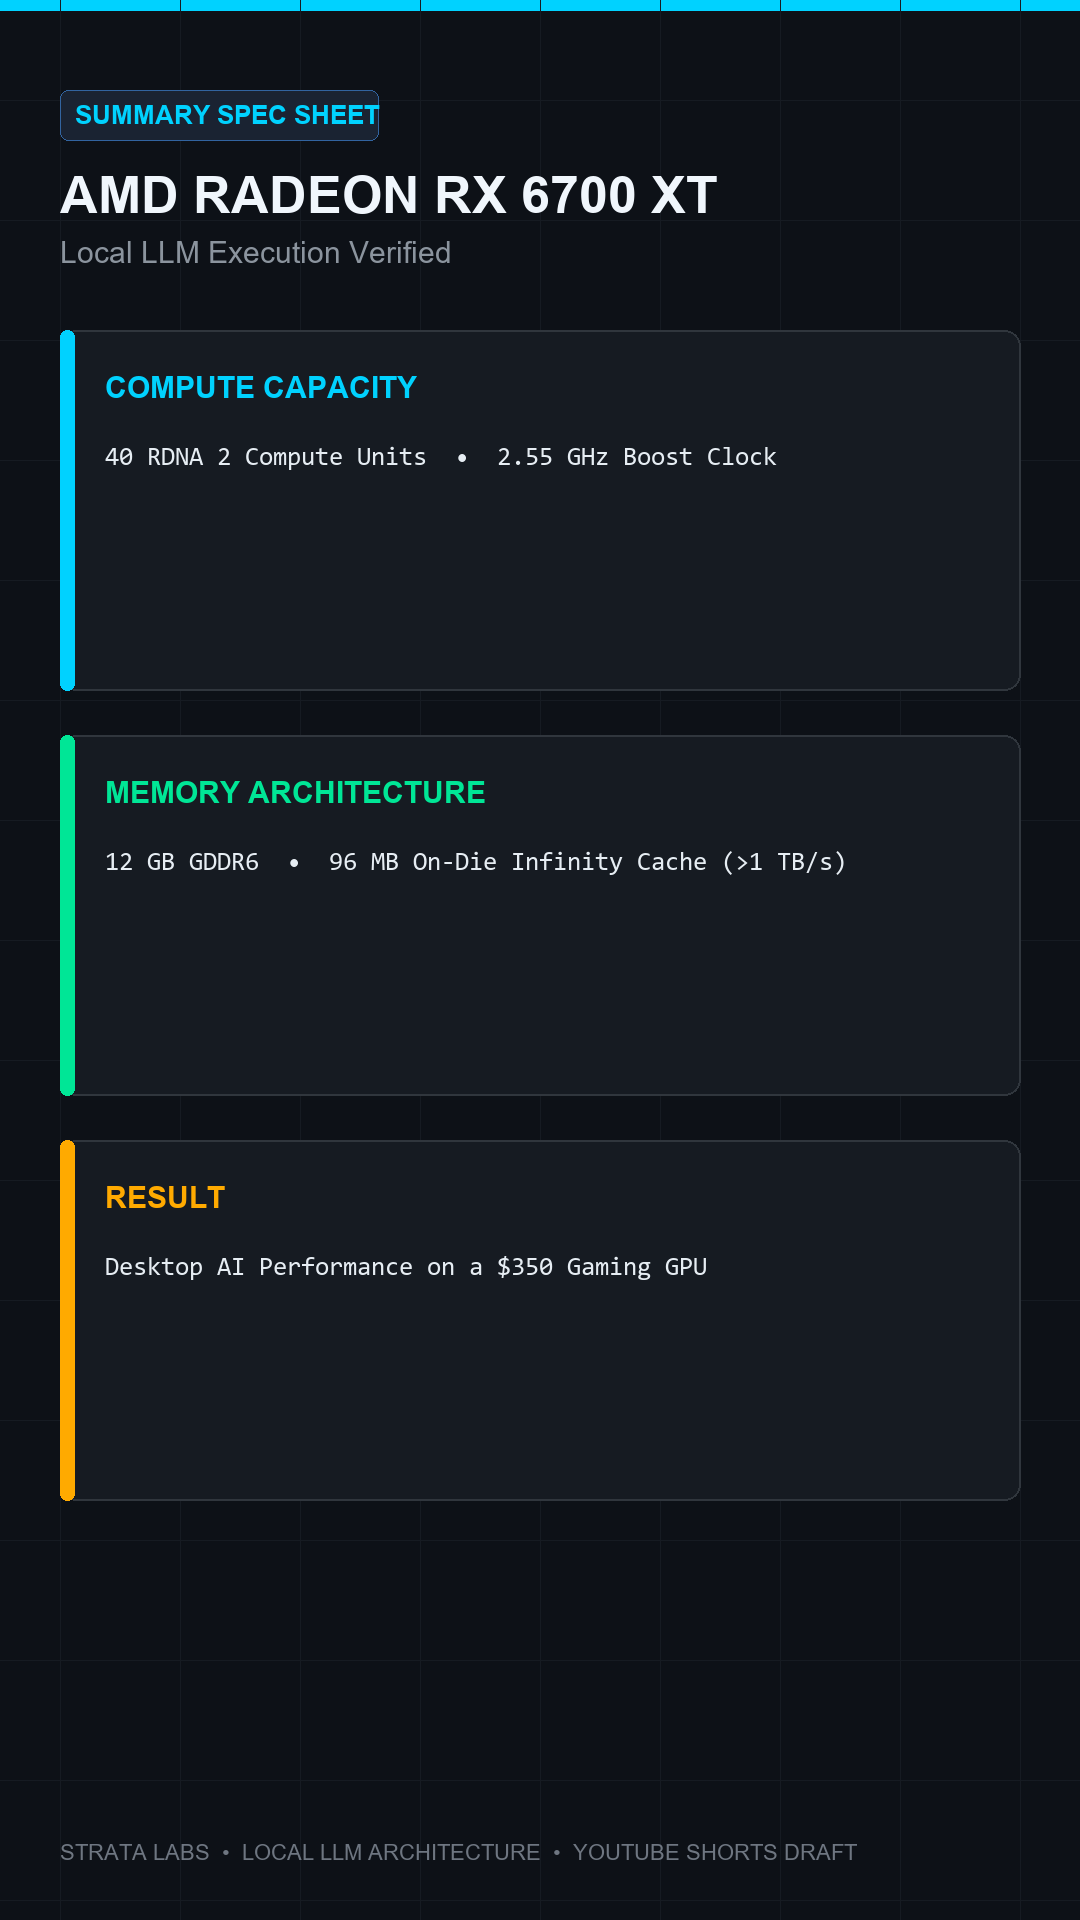 SUMMARY SPEC SHEET
AMD RADEON RX 6700 XT
Local LLM Execution Verified
COMPUTE CAPACITY
40 RDNA 2 Compute Units • 2.55 GHz Boost Clock
MEMORY ARCHITECTURE
12 GB GDDR6 • 96 MB On-Die Infinity Cache (>1 TB/s)
RESULT
Desktop AI Performance on a $350 Gaming GPU
STRATA LABS • LOCAL LLM ARCHITECTURE • YOUTUBE SHORTS DRAFT